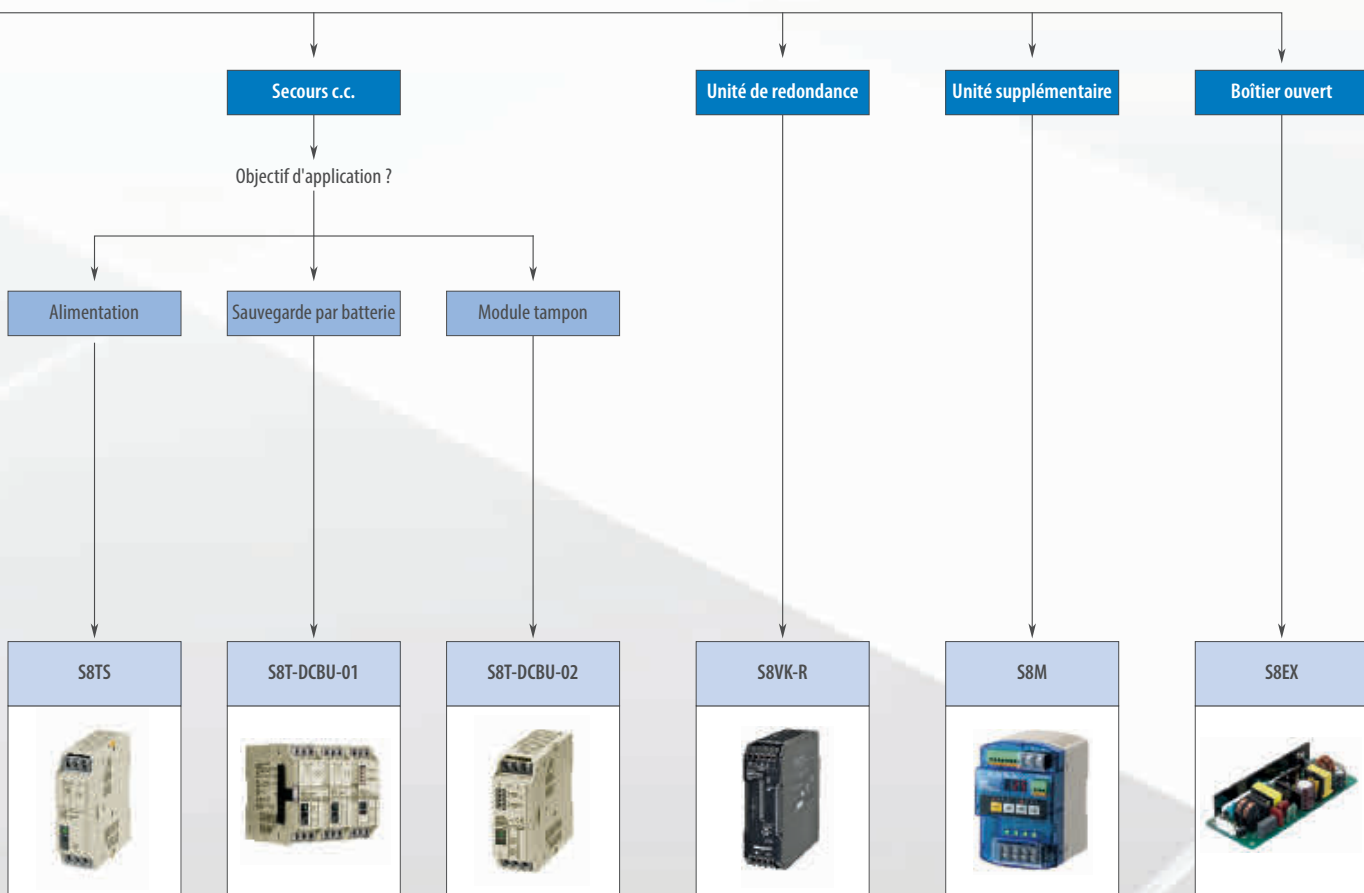 Secours c.c.
Unité de redondance
Unité supplémentaire
Boîtier ouvert
Objectif d'application ?
Alimentation
Sauvegarde par batterie
Module tampon
S8TS
S8T-DCBU-01
S8T-DCBU-02
S8VK-R
S8M
S8EX